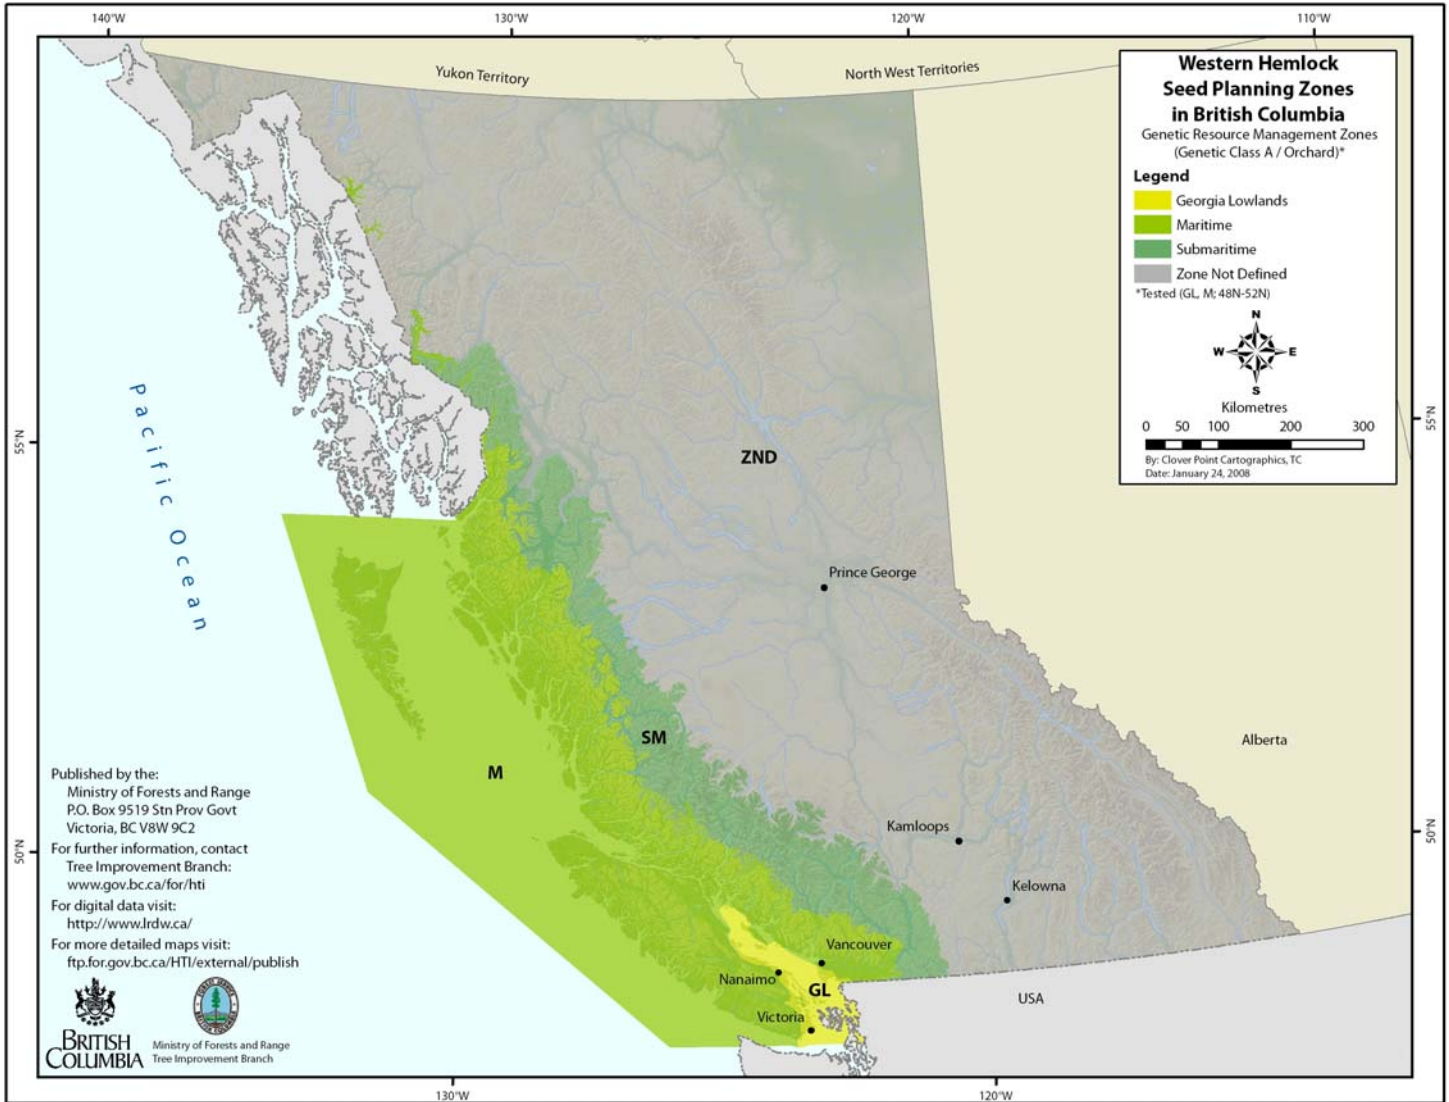 140°W
130°W
120°W
110°W
Yukon Territory
North West Territories
Western Hemlock
Seed Planning Zones
in British Columbia
Genetic Resource Management Zones
(Genetic Class A / Orchard)*
Legend
Georgia Lowlands
Maritime
Submaritime
Zone Not Defined
*Tested (GL, M; 48N-52N)
N
W E
S
Kilometres
0 50 100 200 300
By: Clover Point Cartographics, TC
Date: January 24, 2008
55°N
55°N
Pacific Ocean
ZND
Prince George
SM
Alberta
M
Kamloops
Kelowna
50°N
50°N
Vancouver
Nanaimo
GL
Victoria
USA
Published by the:
Ministry of Forests and Range
P.O. Box 9519 Stn Prov Govt
Victoria, BC V8W 9C2
For further information, contact
Tree Improvement Branch:
www.gov.bc.ca/for/hti
For digital data visit:
http://www.lrdw.ca/
For more detailed maps visit:
ftp.for.gov.bc.ca/HTI/external/publish
BRITISH
COLUMBIA
FOREST SERVICE
BRITISH COLUMBIA
Ministry of Forests and Range
Tree Improvement Branch
130°W
120°W